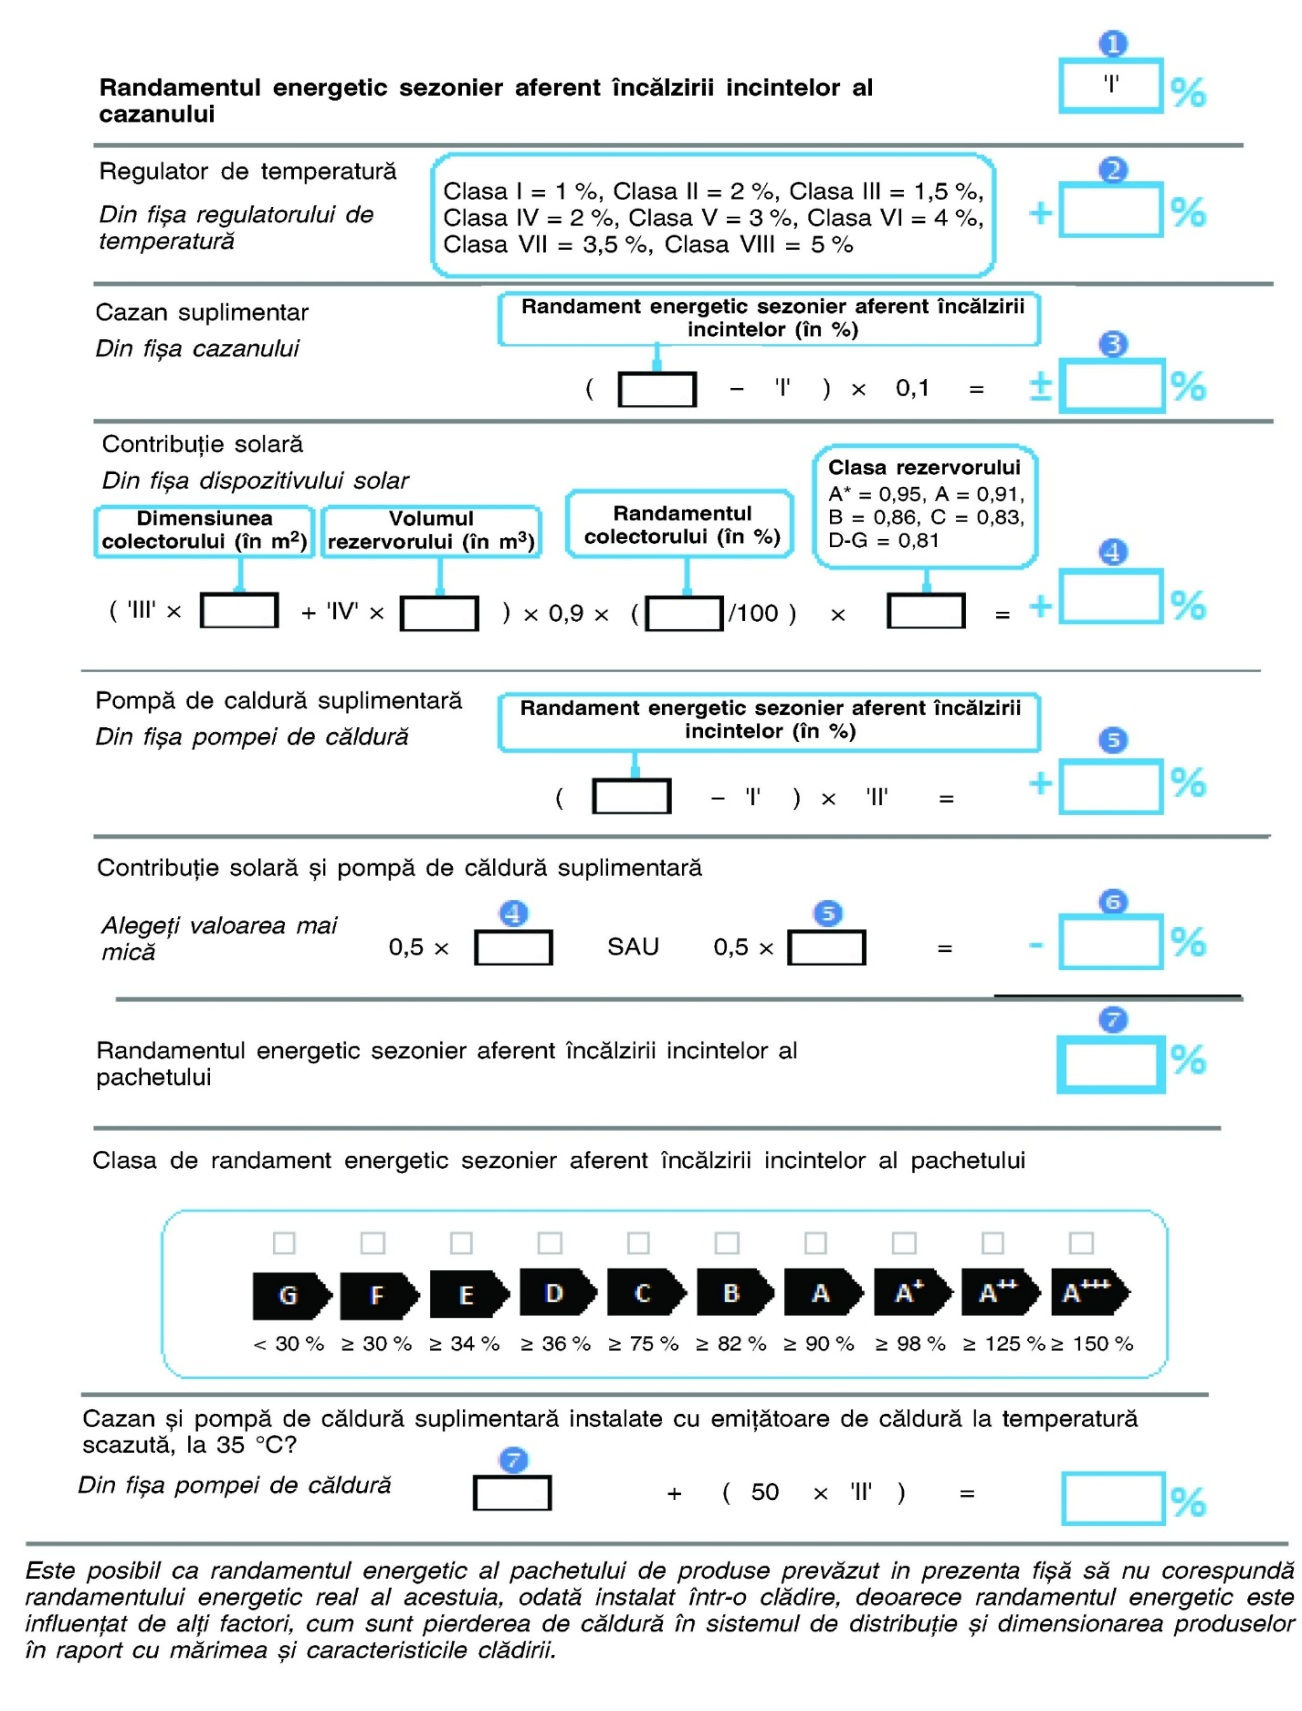 ❶
Randamentul energetic sezonier aferent încălzirii incintelor al
cazanului
'I' %
Regulator de temperatură
Din fișa regulatorului de
temperatură
Clasa I = 1 %, Clasa II = 2 %, Clasa III = 1,5 %,
Clasa IV = 2 %, Clasa V = 3 %, Clasa VI = 4 %,
Clasa VII = 3,5 %, Clasa VIII = 5 %
❷
+ %
Cazan suplimentar
Din fișa cazanului
Randament energetic sezonier aferent încălzirii
incintelor (în %)
❸
( − 'I' ) × 0,1 = ± %
Contribuție solară
Din fișa dispozitivului solar
Dimensiunea
colectorului (în m²)
Volumul
rezervorului (în m³)
Randamentul
colectorului (în %)
Clasa rezervorului
A* = 0,95, A = 0,91,
B = 0,86, C = 0,83,
D-G = 0,81
❹
( 'III' × + 'IV' × ) × 0,9 × ( /100 ) × = + %
Pompă de caldură suplimentară
Din fișa pompei de căldură
Randament energetic sezonier aferent încălzirii
incintelor (în %)
❺
( − 'I' ) × 'II' = + %
Contribuție solară și pompă de căldură suplimentară
Alegeți valoarea mai
mică
❹ ❺ ❻
0,5 × SAU 0,5 × = - %
❼
Randamentul energetic sezonier aferent încălzirii incintelor al
pachetului
%
Clasa de randament energetic sezonier aferent încălzirii incintelor al pachetului
G F E D C B A A⁺ A⁺⁺ A⁺⁺⁺
< 30 % ≥ 30 % ≥ 34 % ≥ 36 % ≥ 75 % ≥ 82 % ≥ 90 % ≥ 98 % ≥ 125 % ≥ 150 %
Cazan și pompă de căldură suplimentară instalate cu emițătoare de căldură la temperatură
scazută, la 35 °C?
❼
Din fișa pompei de căldură + ( 50 × 'II' ) = %
Este posibil ca randamentul energetic al pachetului de produse prevăzut in prezenta fișă să nu corespundă
randamentului energetic real al acestuia, odată instalat într-o clădire, deoarece randamentul energetic este
influențat de alți factori, cum sunt pierderea de căldură în sistemul de distribuție și dimensionarea produselor
în raport cu mărimea și caracteristicile clădirii.